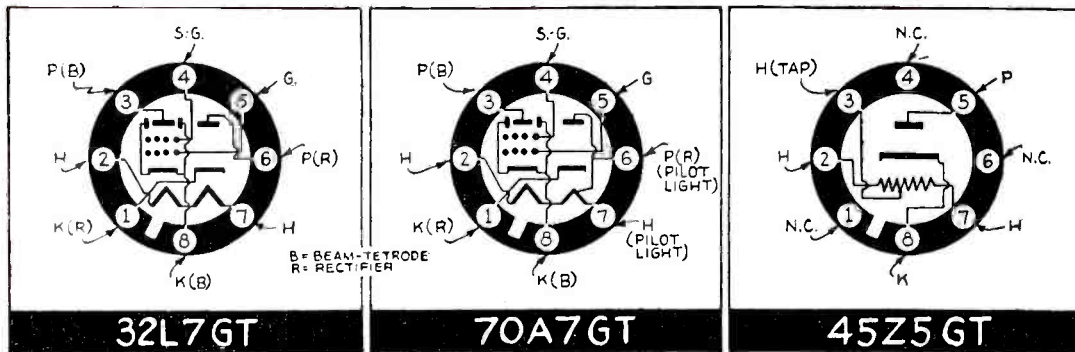 S.-G.
P(B)
G.
4
3
5
H
2
6
P(R)
1
7
K(R)
8
H
K(B)
B = BEAM-TETRODE
R = RECTIFIER
32L7GT
S.-G.
P(B)
G
4
3
5
H
2
6
P(R)
(PILOT
LIGHT)
1
7
K(R)
8
H
(PILOT
LIGHT)
K(B)
70A7GT
N.C.
H(TAP)
P
4
3
5
H
2
6
N.C.
1
7
N.C.
8
H
K
45Z5GT